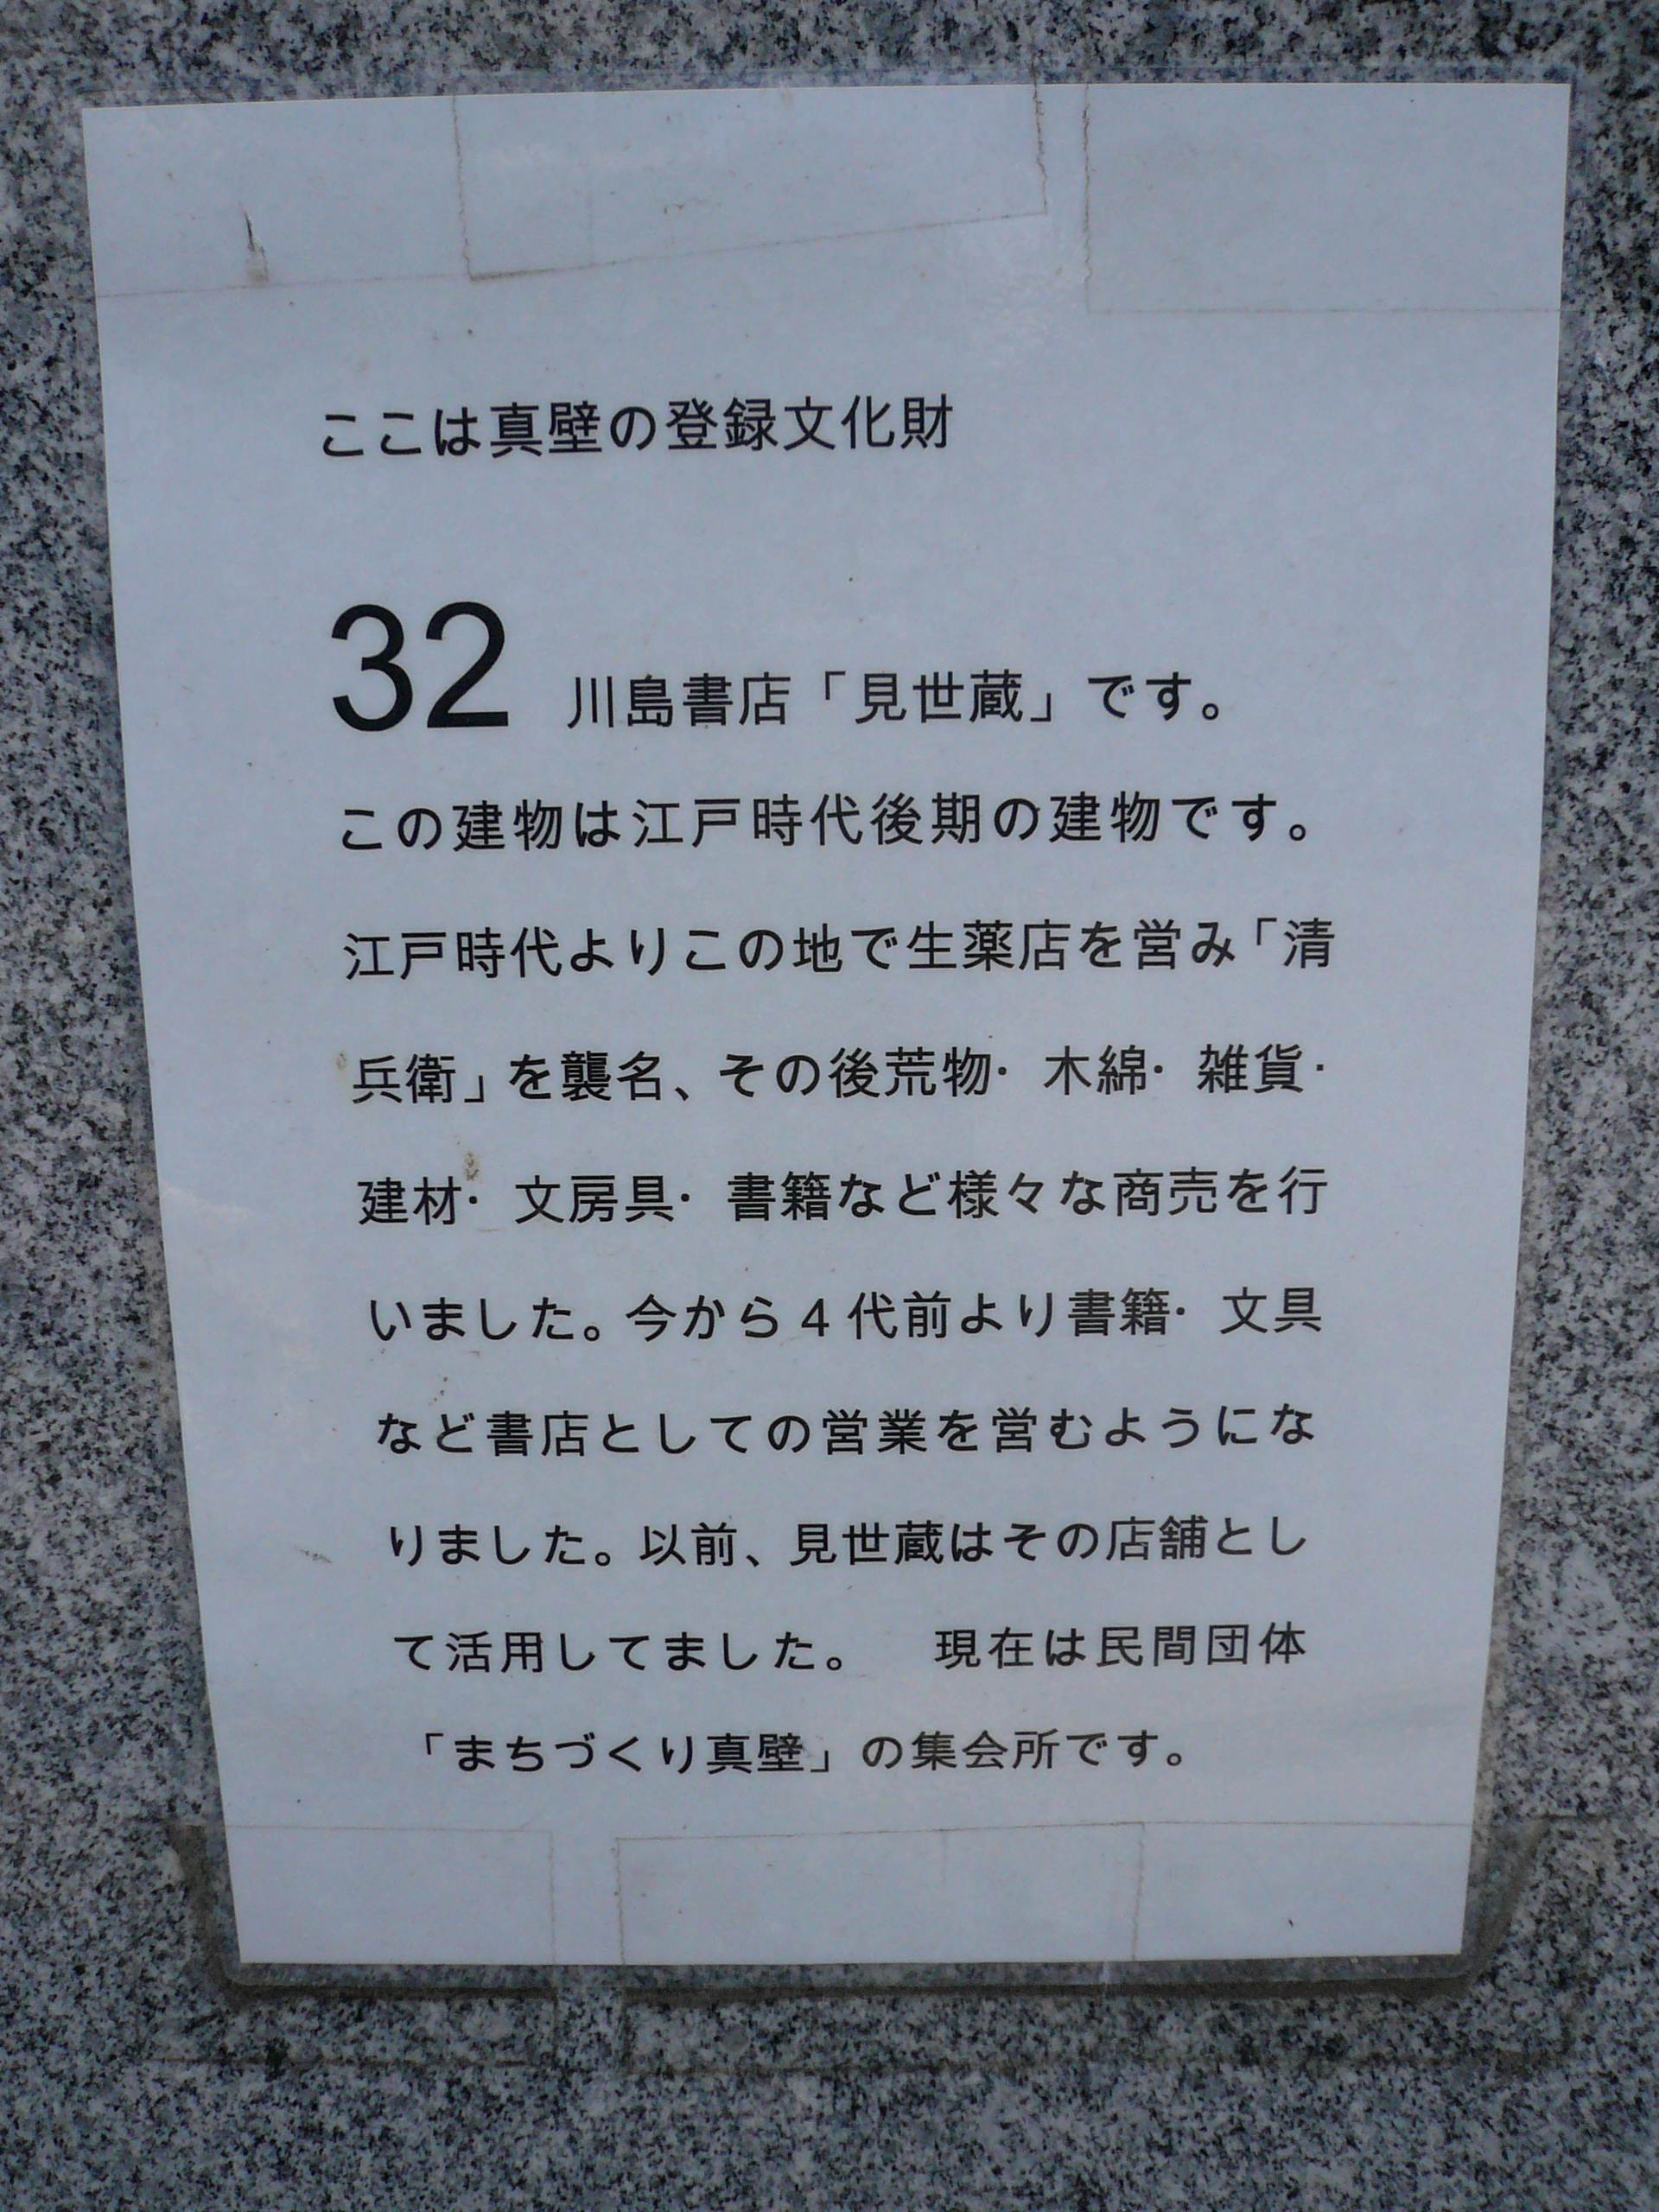 ここは真壁の登録文化財
32 川島書店「見世蔵」です。
この建物は江戸時代後期の建物です。
江戸時代よりこの地で生薬店を営み「清
兵衛」を襲名、その後荒物・木綿・雑貨・
建材・文房具・書籍など様々な商売を行
いました。今から4代前より書籍・文具
など書店としての営業を営むようにな
りました。以前、見世蔵はその店舗とし
て活用してました。　現在は民間団体
「まちづくり真壁」の集会所です。